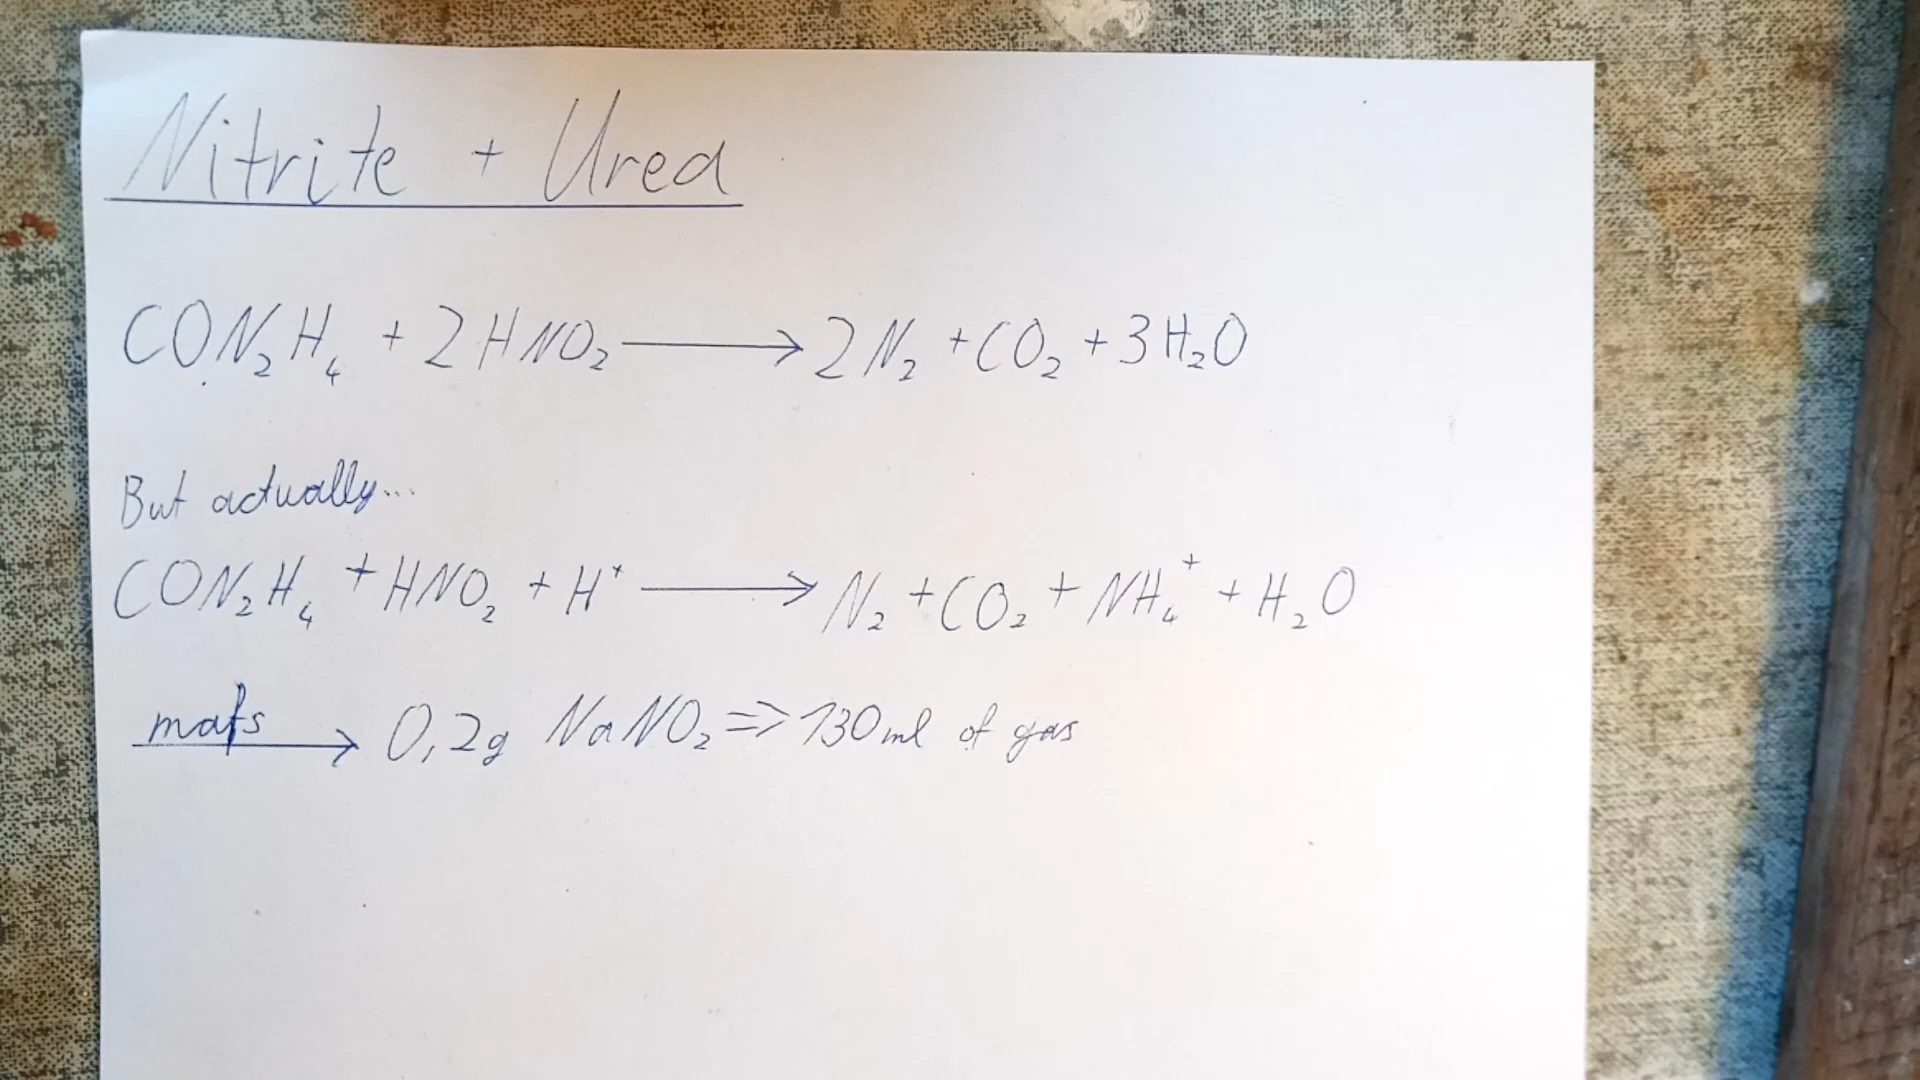 Nitrite + Urea
CON₂H₄ + 2HNO₂ → 2N₂ + CO₂ + 3H₂O
But actually...
CON₂H₄ + HNO₂ + H⁺ → N₂ + CO₂ + NH₄⁺ + H₂O
mafs → 0,2g NaNO₂ ⇒ 130ml of gas